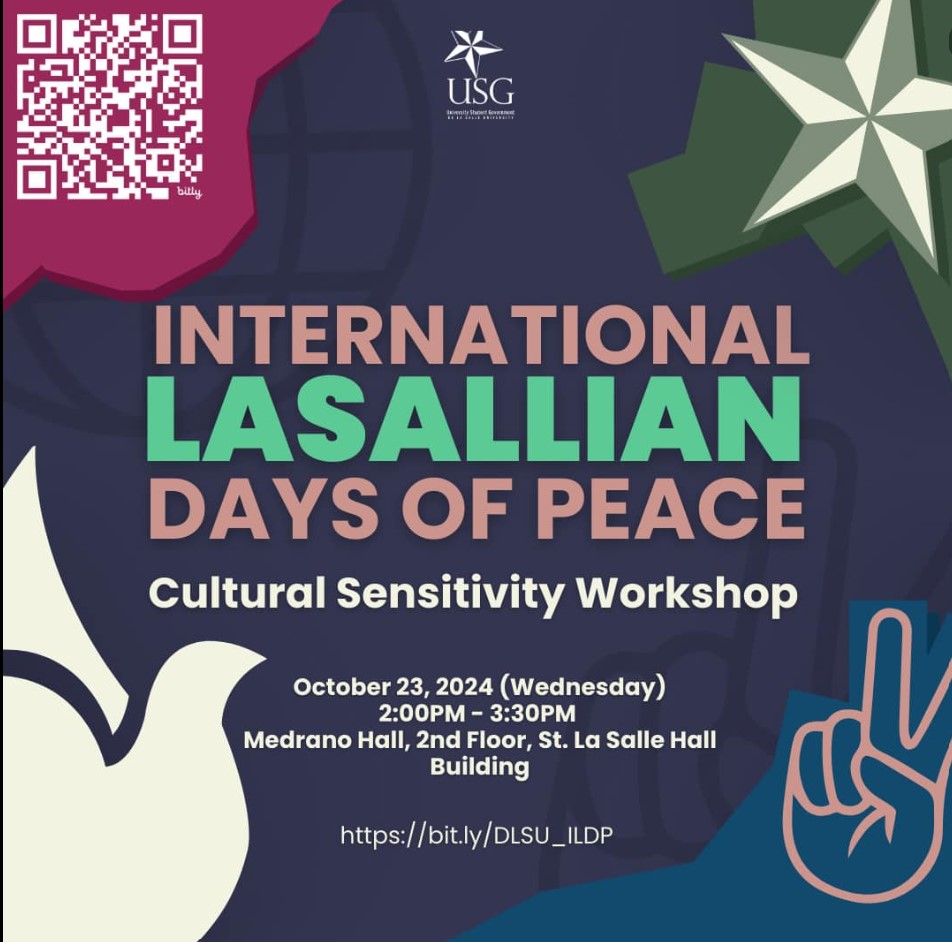 bitly
USG
University Student Government
DE LA SALLE UNIVERSITY
INTERNATIONAL
LASALLIAN
DAYS OF PEACE
Cultural Sensitivity Workshop
October 23, 2024 (Wednesday)
2:00PM - 3:30PM
Medrano Hall, 2nd Floor, St. La Salle Hall
Building
https://bit.ly/DLSU_ILDP